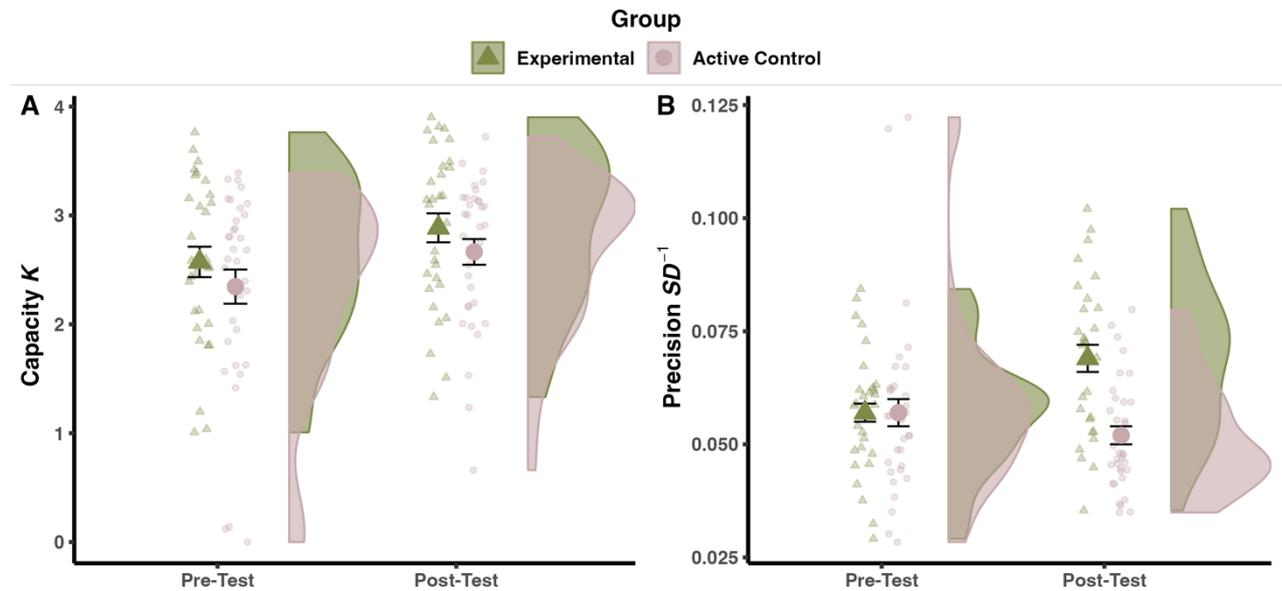 Group
Experimental Active Control
A
B
4
3
2
1
0
Capacity K
Pre-Test Post-Test
0.125
0.100
0.075
0.050
0.025
Precision SD⁻¹
Pre-Test Post-Test